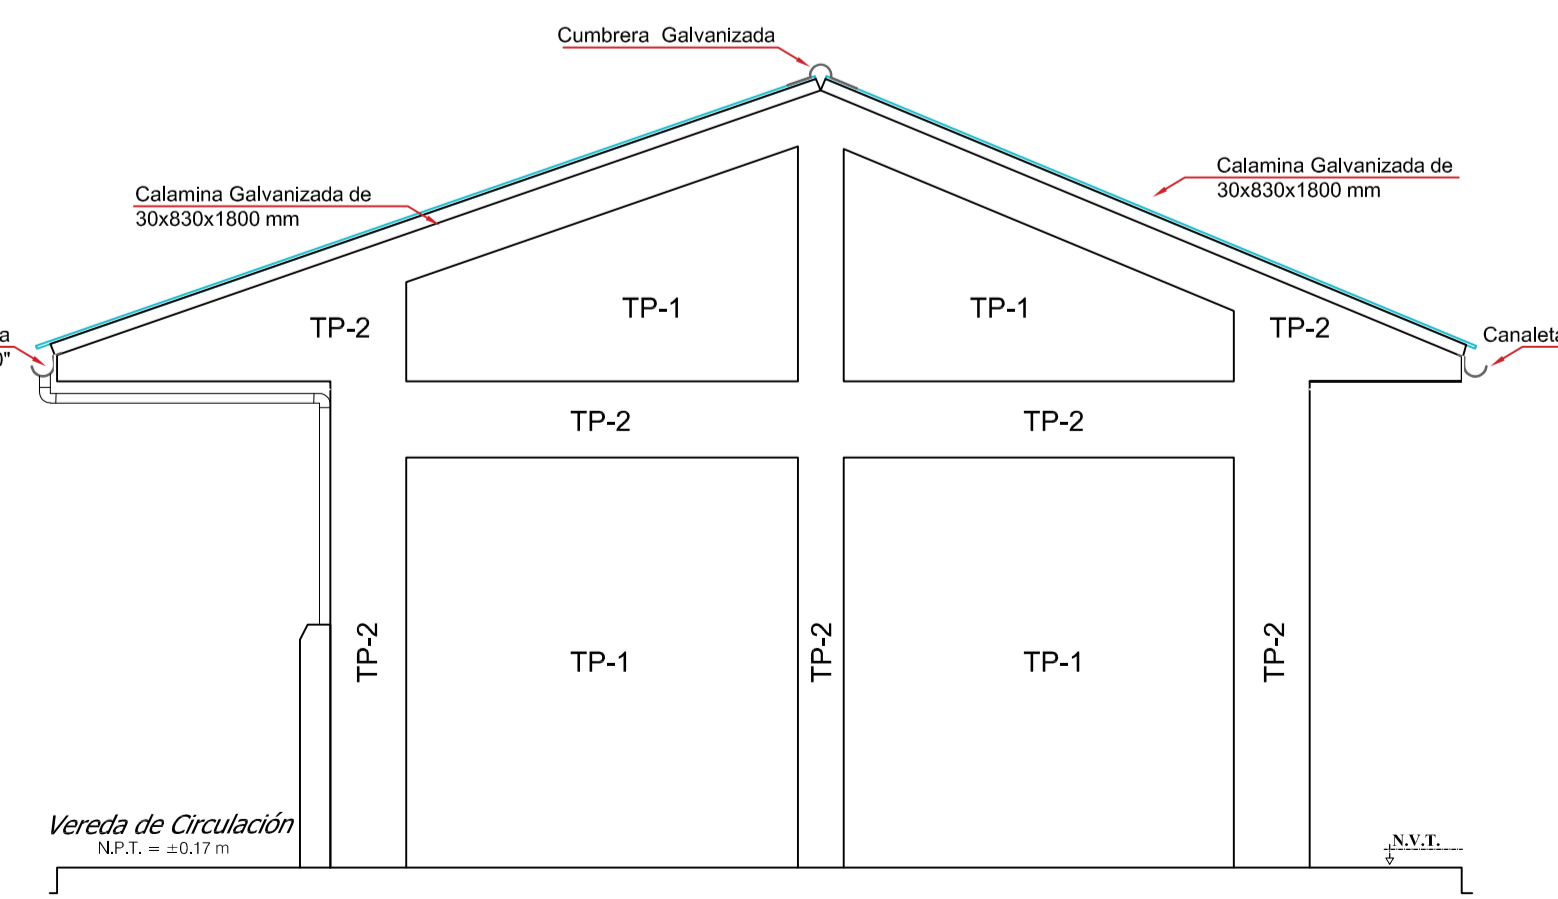 Cumbrera Galvanizada
Calamina Galvanizada de
30x830x1800 mm
Calamina Galvanizada de
30x830x1800 mm
TP-1
TP-1
TP-2
TP-2
a
0"
Canaleta
TP-2
TP-2
TP-2
TP-1
TP-2
TP-1
TP-2
Vereda de Circulación
N.P.T. = ±0.17 m
N.V.T.